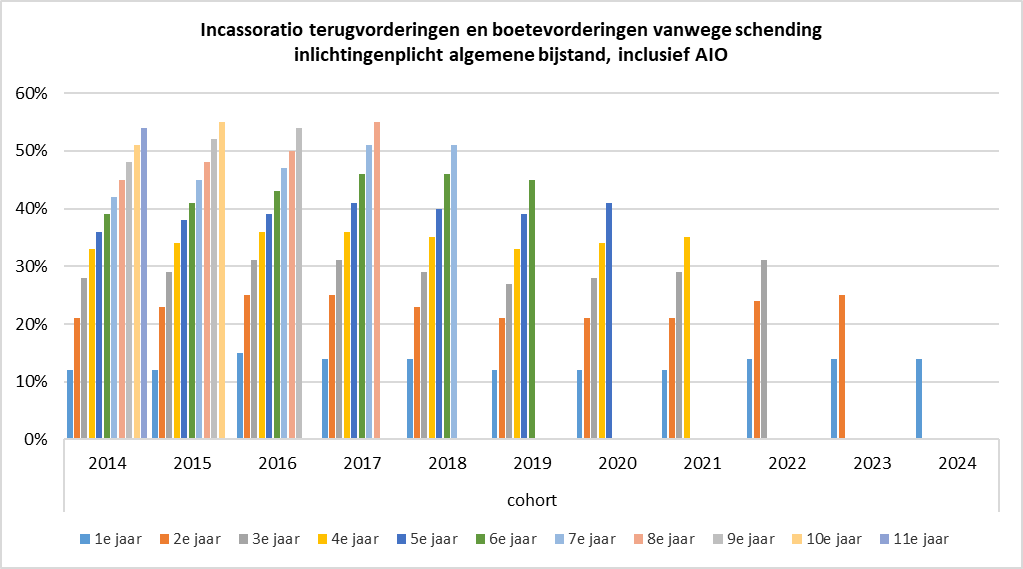 Incassoratio terugvorderingen en boetevorderingen vanwege schending
inlichtingenplicht algemene bijstand, inclusief AIO
60%
50%
40%
30%
20%
10%
0%
2014 2015 2016 2017 2018 2019 2020 2021 2022 2023 2024
cohort
1e jaar 2e jaar 3e jaar 4e jaar 5e jaar 6e jaar 7e jaar 8e jaar 9e jaar 10e jaar 11e jaar